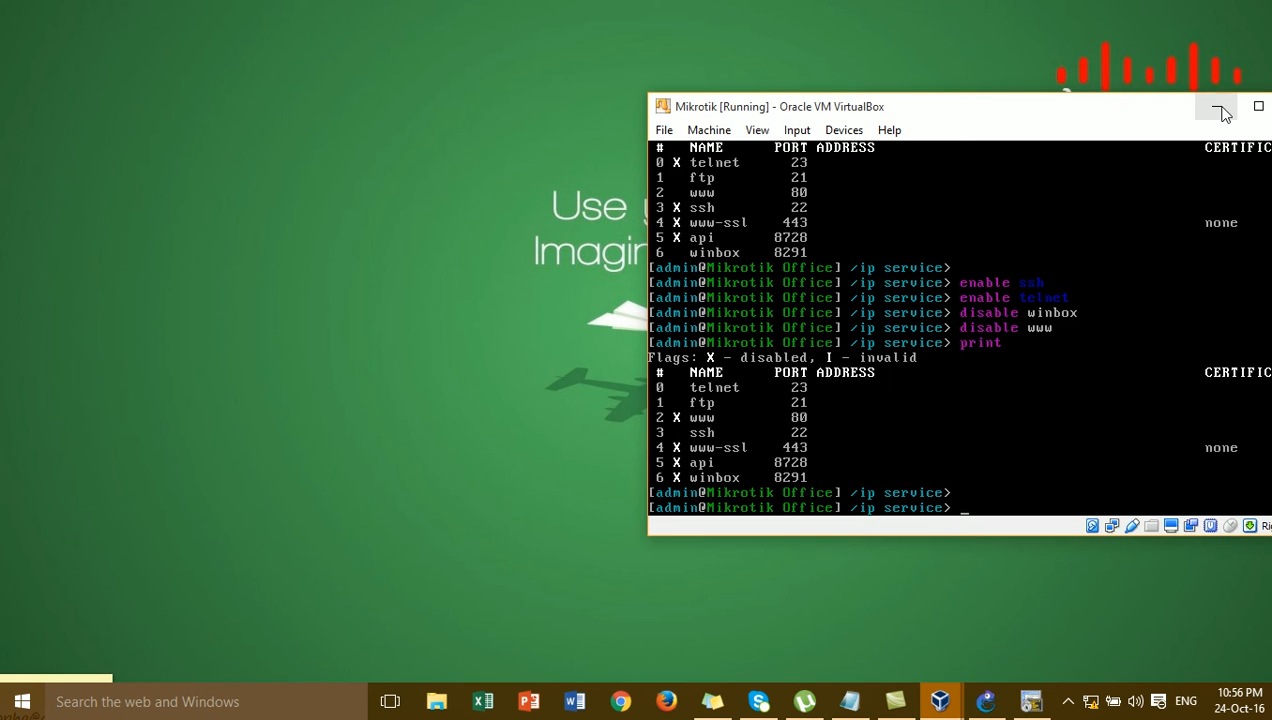 Use
Imagin
Mikrotik [Running] - Oracle VM VirtualBox
File Machine View Input Devices Help
# NAME PORT ADDRESS CERTIFIC
0 X telnet 23
1 ftp 21
2 www 80
3 X ssh 22
4 X www-ssl 443 none
5 X api 8728
6 winbox 8291
[admin@Mikrotik Office] /ip service>
[admin@Mikrotik Office] /ip service> enable ssh
[admin@Mikrotik Office] /ip service> enable telnet
[admin@Mikrotik Office] /ip service> disable winbox
[admin@Mikrotik Office] /ip service> disable www
[admin@Mikrotik Office] /ip service> print
Flags: X - disabled, I - invalid
# NAME PORT ADDRESS CERTIFIC
0 telnet 23
1 ftp 21
2 X www 80
3 ssh 22
4 X www-ssl 443 none
5 X api 8728
6 X winbox 8291
[admin@Mikrotik Office] /ip service>
[admin@Mikrotik Office] /ip service> _
Search the web and Windows
ENG
10:56 PM
24-Oct-16